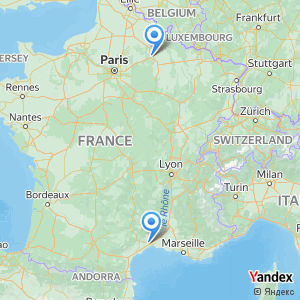 Lille
BELGIUM
Frankfurt
LUXEMBOURG
ERSEY
Paris
Stuttgart
Rennes
Strasbourg
Nantes
Zürich
FRANCE
SWITZERLAND
Lyon
Milan
Turin
Bordeaux
ITA
Rhône
Marseille
ANDORRA
Yandex
© Яндекс